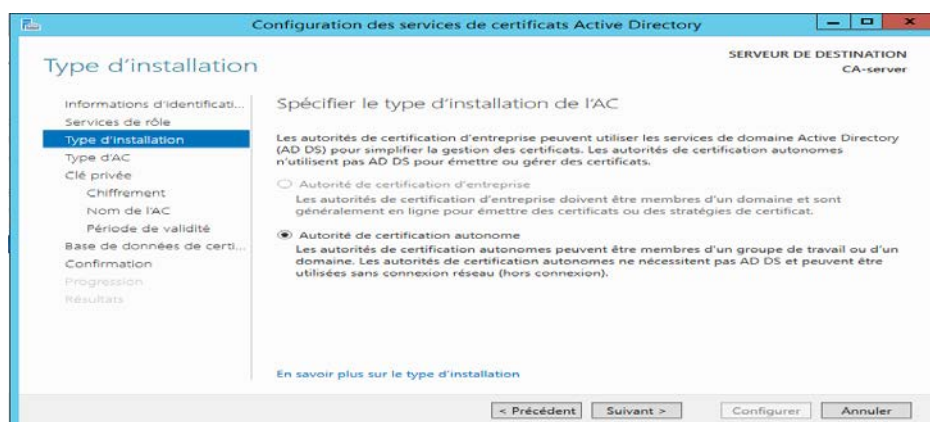 Configuration des services de certificats Active Directory
Type d'installation
SERVEUR DE DESTINATION
CA-server
Informations d'identificati...
Services de rôle
Type d'installation
Type d'AC
Clé privée
Chiffrement
Nom de l'AC
Période de validité
Base de données de certi...
Confirmation
Progression
Résultats
Spécifier le type d'installation de l'AC
Les autorités de certification d'entreprise peuvent utiliser les services de domaine Active Directory
(AD DS) pour simplifier la gestion des certificats. Les autorités de certification autonomes
n'utilisent pas AD DS pour émettre ou gérer des certificats.
Autorité de certification d'entreprise
Les autorités de certification d'entreprise doivent être membres d'un domaine et sont
généralement en ligne pour émettre des certificats ou des stratégies de certificat.
Autorité de certification autonome
Les autorités de certification autonomes peuvent être membres d'un groupe de travail ou d'un
domaine. Les autorités de certification autonomes ne nécessitent pas AD DS et peuvent être
utilisées sans connexion réseau (hors connexion).
En savoir plus sur le type d'installation
< Précédent
Suivant >
Configurer
Annuler